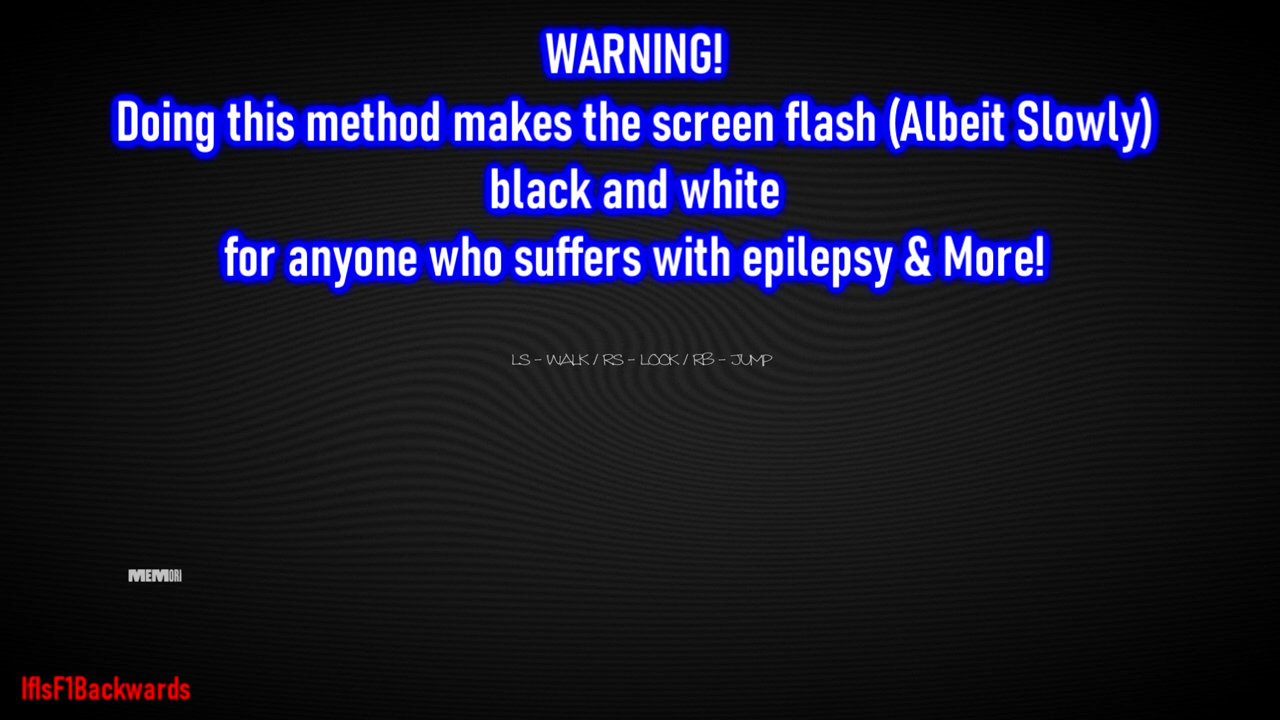 WARNING!
Doing this method makes the screen flash (Albeit Slowly)
black and white
for anyone who suffers with epilepsy & More!
LS - WALK / RS - LOOK / RB - JUMP
MEMORI
IfIsF1Backwards